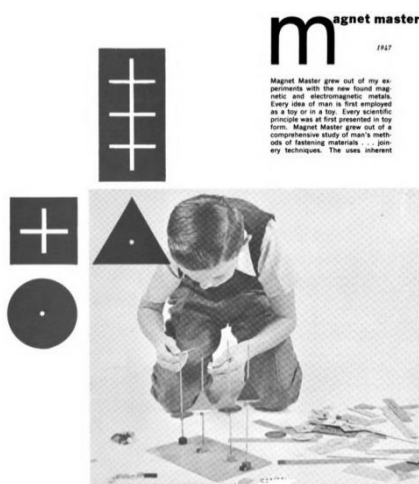 magnet master
1947
Magnet Master grew out of my ex-
periments with the new found mag-
netic and electromagnetic metals.
Every idea of man is first employed
as a toy or in a toy. Every scientific
principle was at first presented in toy
form. Magnet Master grew out of a
comprehensive study of man's meth-
ods of fastening materials . . . join-
ery techniques. The uses inherent